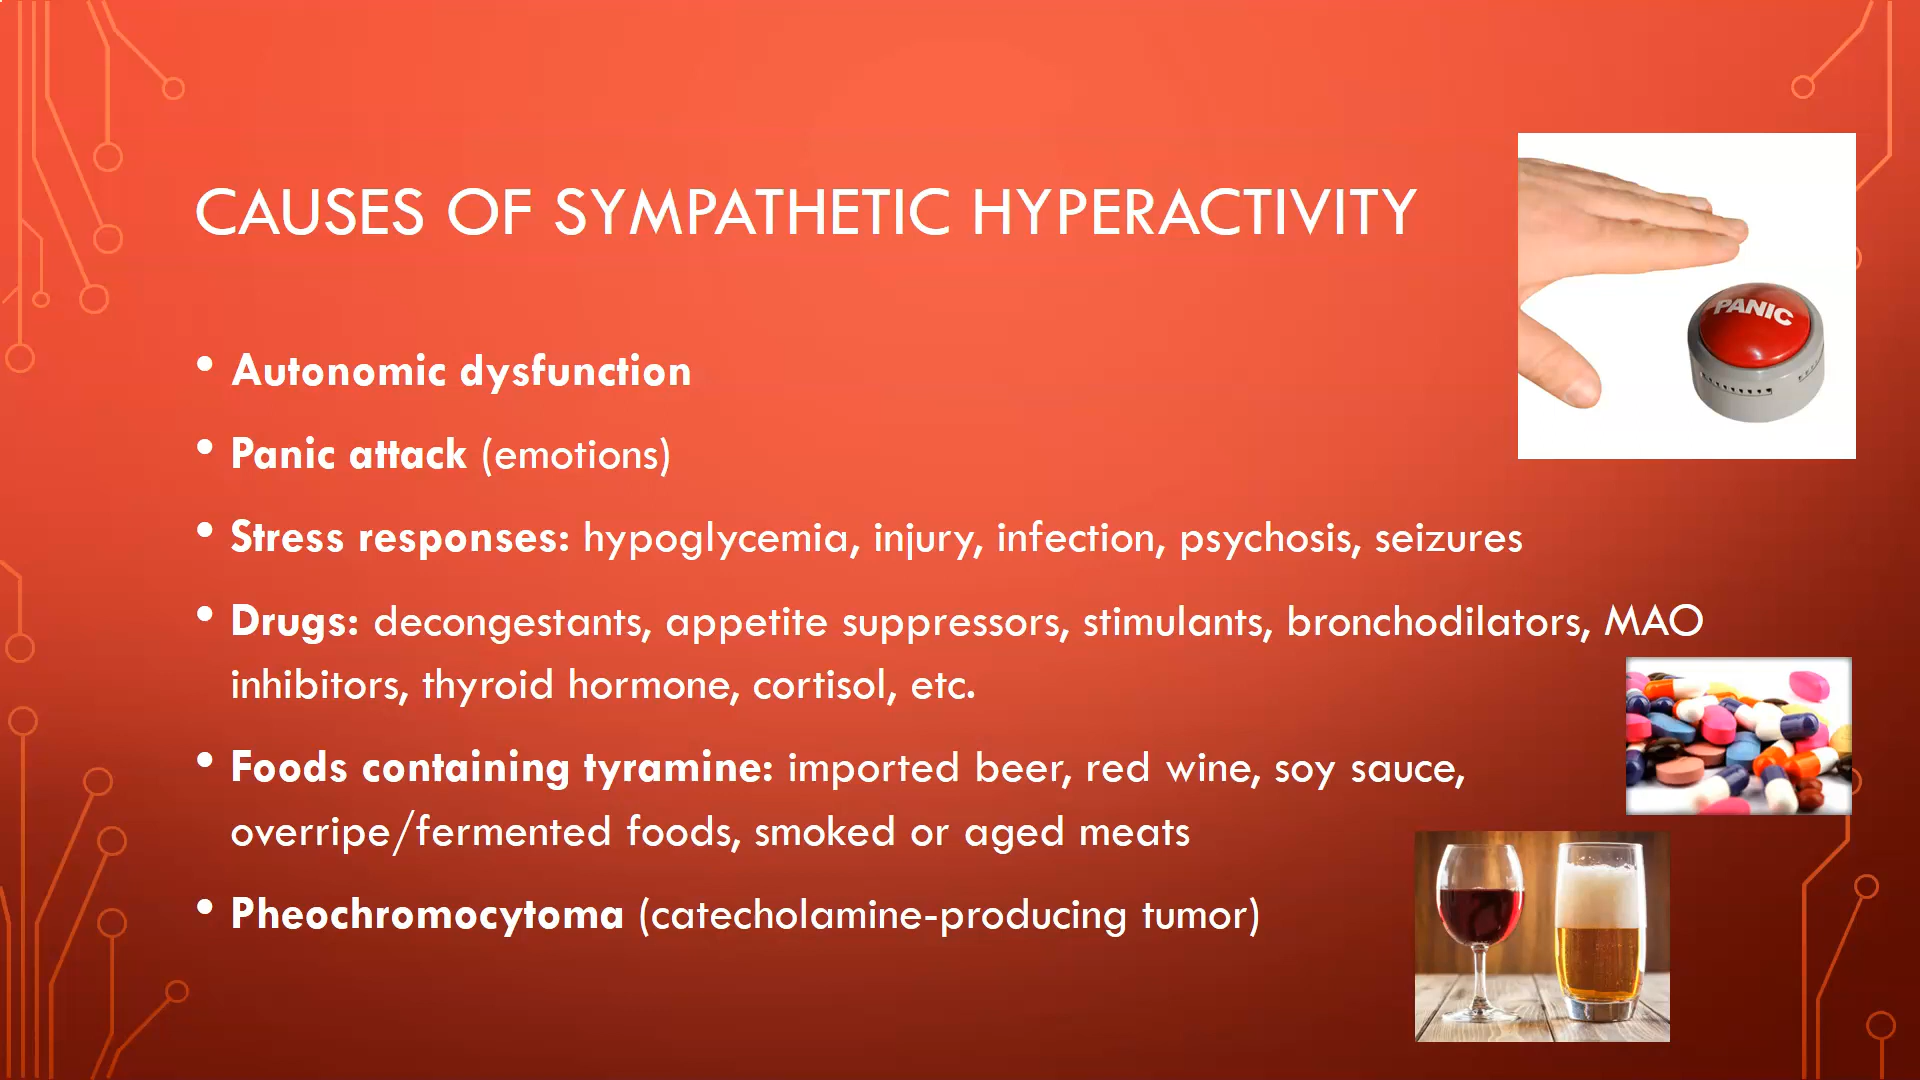 CAUSES OF SYMPATHETIC HYPERACTIVITY
PANIC
• Autonomic dysfunction
• Panic attack (emotions)
• Stress responses: hypoglycemia, injury, infection, psychosis, seizures
• Drugs: decongestants, appetite suppressors, stimulants, bronchodilators, MAO
inhibitors, thyroid hormone, cortisol, etc.
• Foods containing tyramine: imported beer, red wine, soy sauce,
overripe/fermented foods, smoked or aged meats
• Pheochromocytoma (catecholamine-producing tumor)